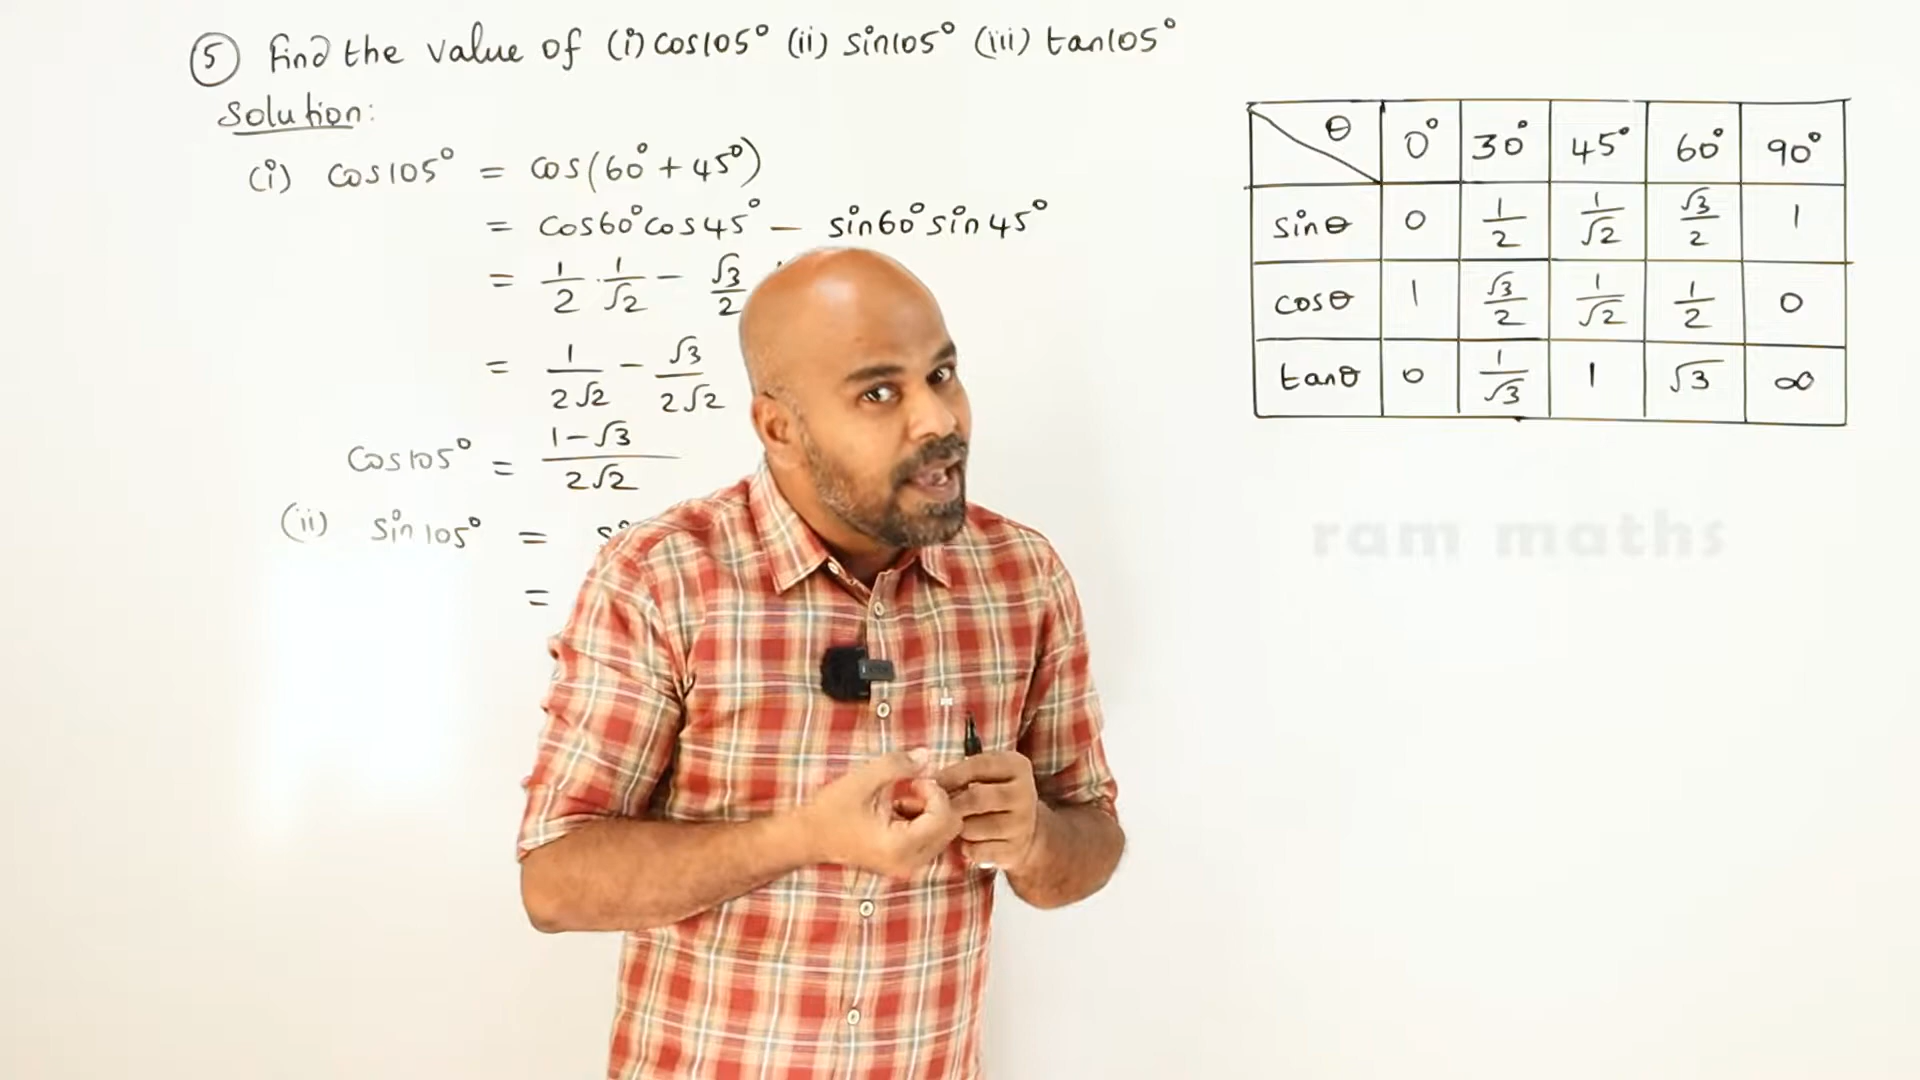 ⑤ Find the value of (i) cos105° (ii) sin105° (iii) tan105°
Solution:
(i) cos105° = cos(60° + 45°)
= cos60° cos45° – sin60° sin45°
= 1/2 · 1/√2 – √3/2
= 1/2√2 – √3/2√2
cos105° = 1–√3/2√2
(ii) sin105° =
=
θ 0° 30° 45° 60° 90°
sinθ 0 1/2 1/√2 √3/2 1
cosθ 1 √3/2 1/√2 1/2 0
tanθ 0 1/√3 1 √3 ∞
ram maths